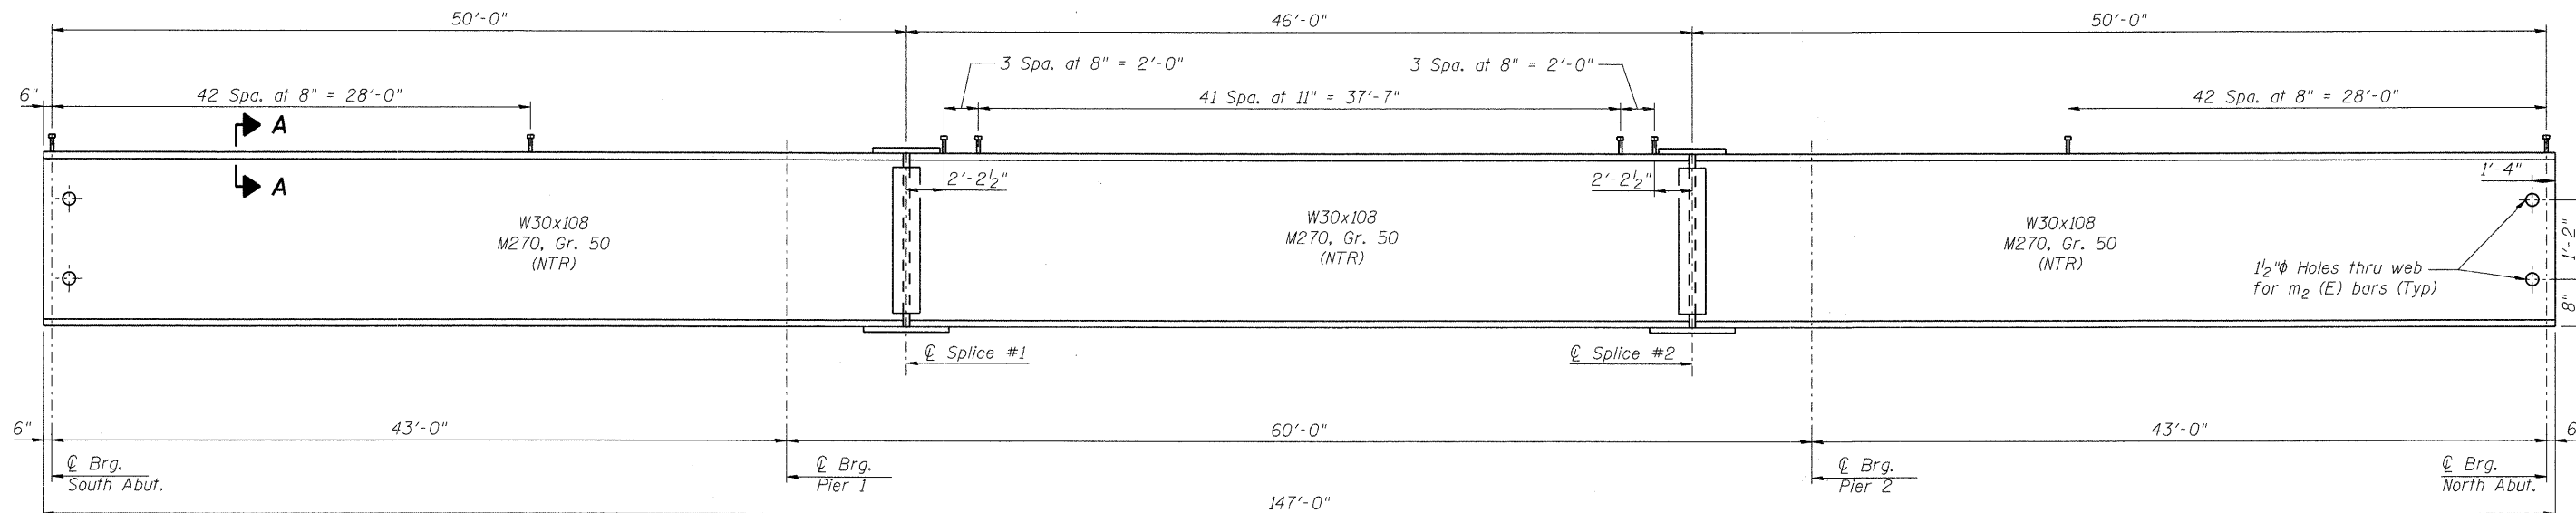 50'-0"
46'-0"
50'-0"
3 Spa. at 8" = 2'-0"
3 Spa. at 8" = 2'-0"
6"
42 Spa. at 8" = 28'-0"
41 Spa. at 11" = 37'-7"
42 Spa. at 8" = 28'-0"
A
A
2'-2½"
2'-2½"
1'-4"
W30x108
M270, Gr. 50
(NTR)
W30x108
M270, Gr. 50
(NTR)
W30x108
M270, Gr. 50
(NTR)
1½"φ Holes thru web
for m₂ (E) bars (Typ)
1'-2"
8"
℄ Splice #1
℄ Splice #2
6"
43'-0"
60'-0"
43'-0"
6
℄ Brg.
South Abut.
℄ Brg.
Pier 1
℄ Brg.
Pier 2
℄ Brg.
North Abut.
147'-0"